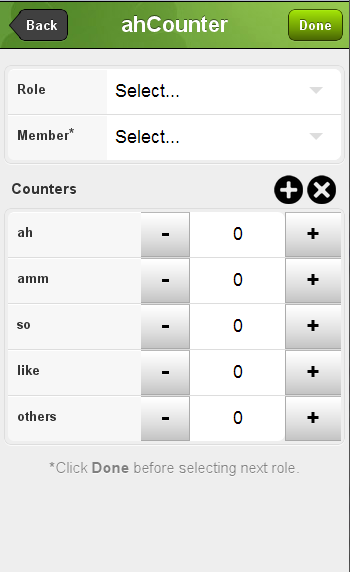 Back ahCounter Done
Role Select...
Member* Select...
Counters
ah - 0 +
amm - 0 +
so - 0 +
like - 0 +
others - 0 +
*Click Done before selecting next role.